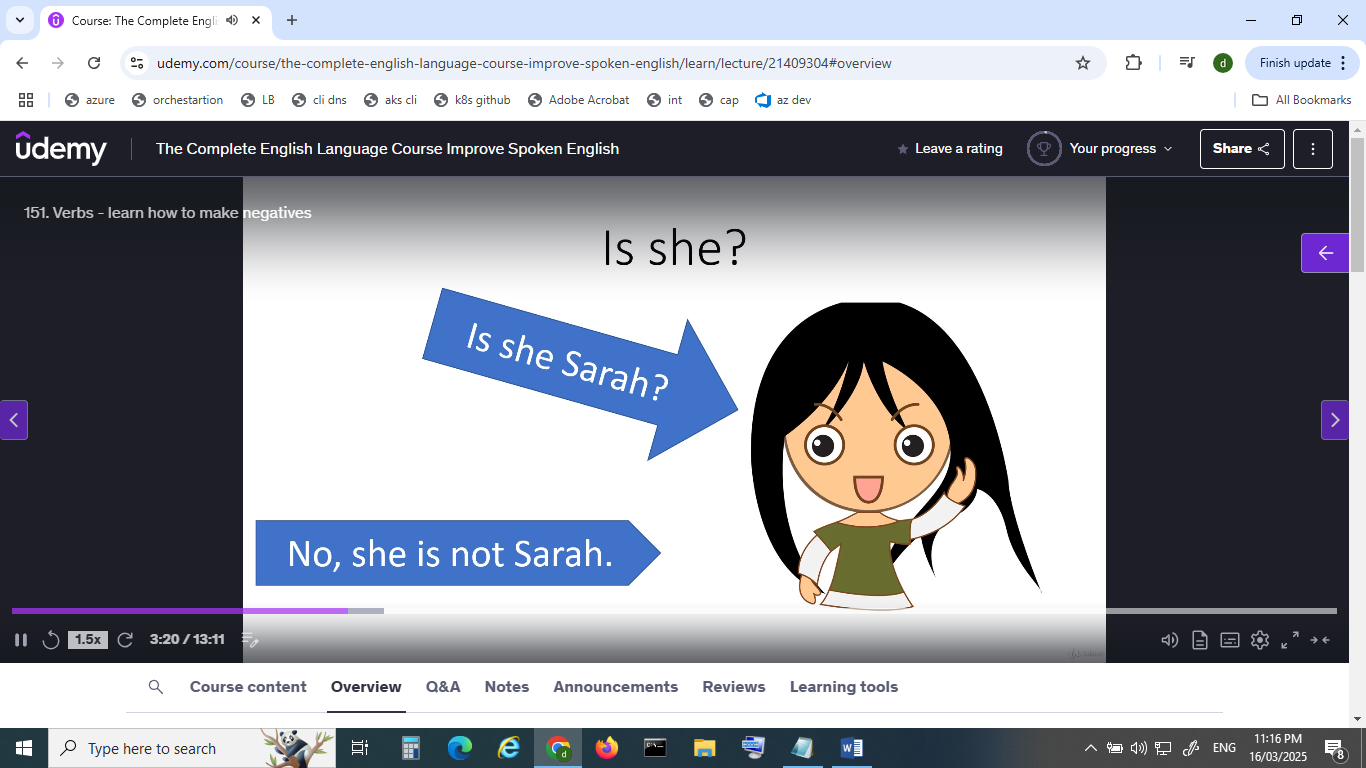 Course: The Complete Engli
udemy.com/course/the-complete-english-language-course-improve-spoken-english/learn/lecture/21409304#overview
d
Finish update
azure
orchestartion
LB
cli dns
aks cli
k8s github
Adobe Acrobat
int
cap
az dev
All Bookmarks
udemy
The Complete English Language Course Improve Spoken English
Leave a rating
Your progress
Share
151. Verbs - learn how to make negatives
Is she?
Is she Sarah?
No, she is not Sarah.
1.5x
3:20 / 13:11
Course content
Overview
Q&A
Notes
Announcements
Reviews
Learning tools
Type here to search
ENG
11:16 PM
16/03/2025
8